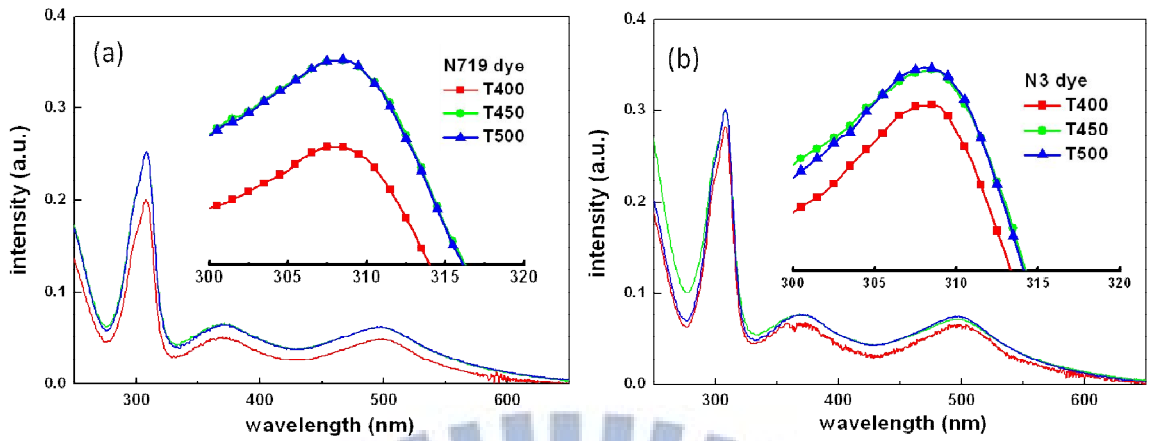 (a)
N719 dye
T400
T450
T500
intensity (a.u.)
0.4
0.3
0.2
0.1
0.0
300 305 310 315 320
300 400 500 600
wavelength (nm)
(b)
N3 dye
T400
T450
T500
intensity (a.u.)
0.4
0.3
0.2
0.1
0.0
300 305 310 315 320
300 400 500 600
wavelength (nm)